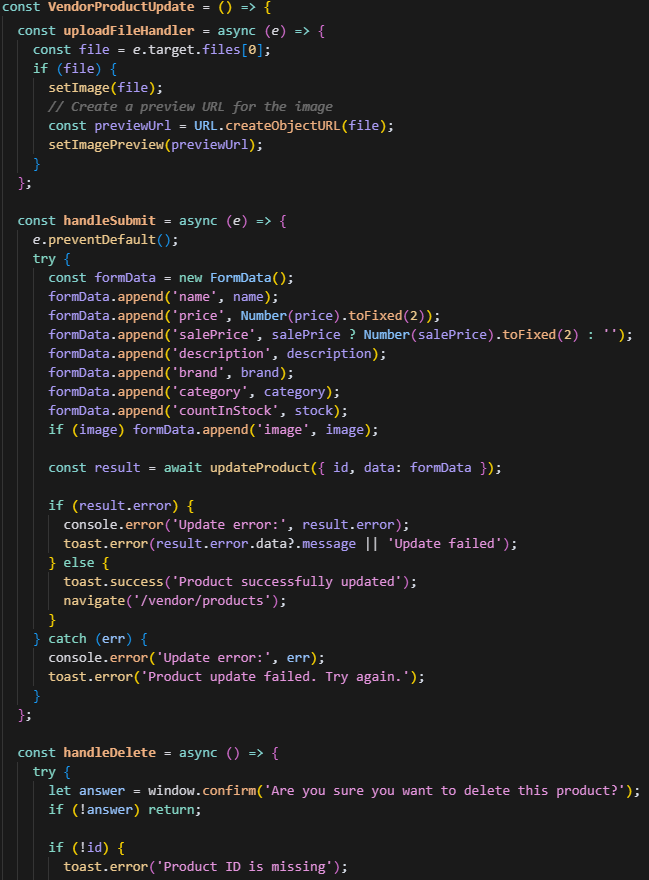 const VendorProductUpdate = () => {
  const uploadFileHandler = async (e) => {
    const file = e.target.files[0];
    if (file) {
      setImage(file);
      // Create a preview URL for the image
      const previewUrl = URL.createObjectURL(file);
      setImagePreview(previewUrl);
    }
  };

  const handleSubmit = async (e) => {
    e.preventDefault();
    try {
      const formData = new FormData();
      formData.append('name', name);
      formData.append('price', Number(price).toFixed(2));
      formData.append('salePrice', salePrice ? Number(salePrice).toFixed(2) : '');
      formData.append('description', description);
      formData.append('brand', brand);
      formData.append('category', category);
      formData.append('countInStock', stock);
      if (image) formData.append('image', image);

      const result = await updateProduct({ id, data: formData });

      if (result.error) {
        console.error('Update error:', result.error);
        toast.error(result.error.data?.message || 'Update failed');
      } else {
        toast.success('Product successfully updated');
        navigate('/vendor/products');
      }
    } catch (err) {
      console.error('Update error:', err);
      toast.error('Product update failed. Try again.');
    }
  };

  const handleDelete = async () => {
    try {
      let answer = window.confirm('Are you sure you want to delete this product?');
      if (!answer) return;

      if (!id) {
        toast.error('Product ID is missing');